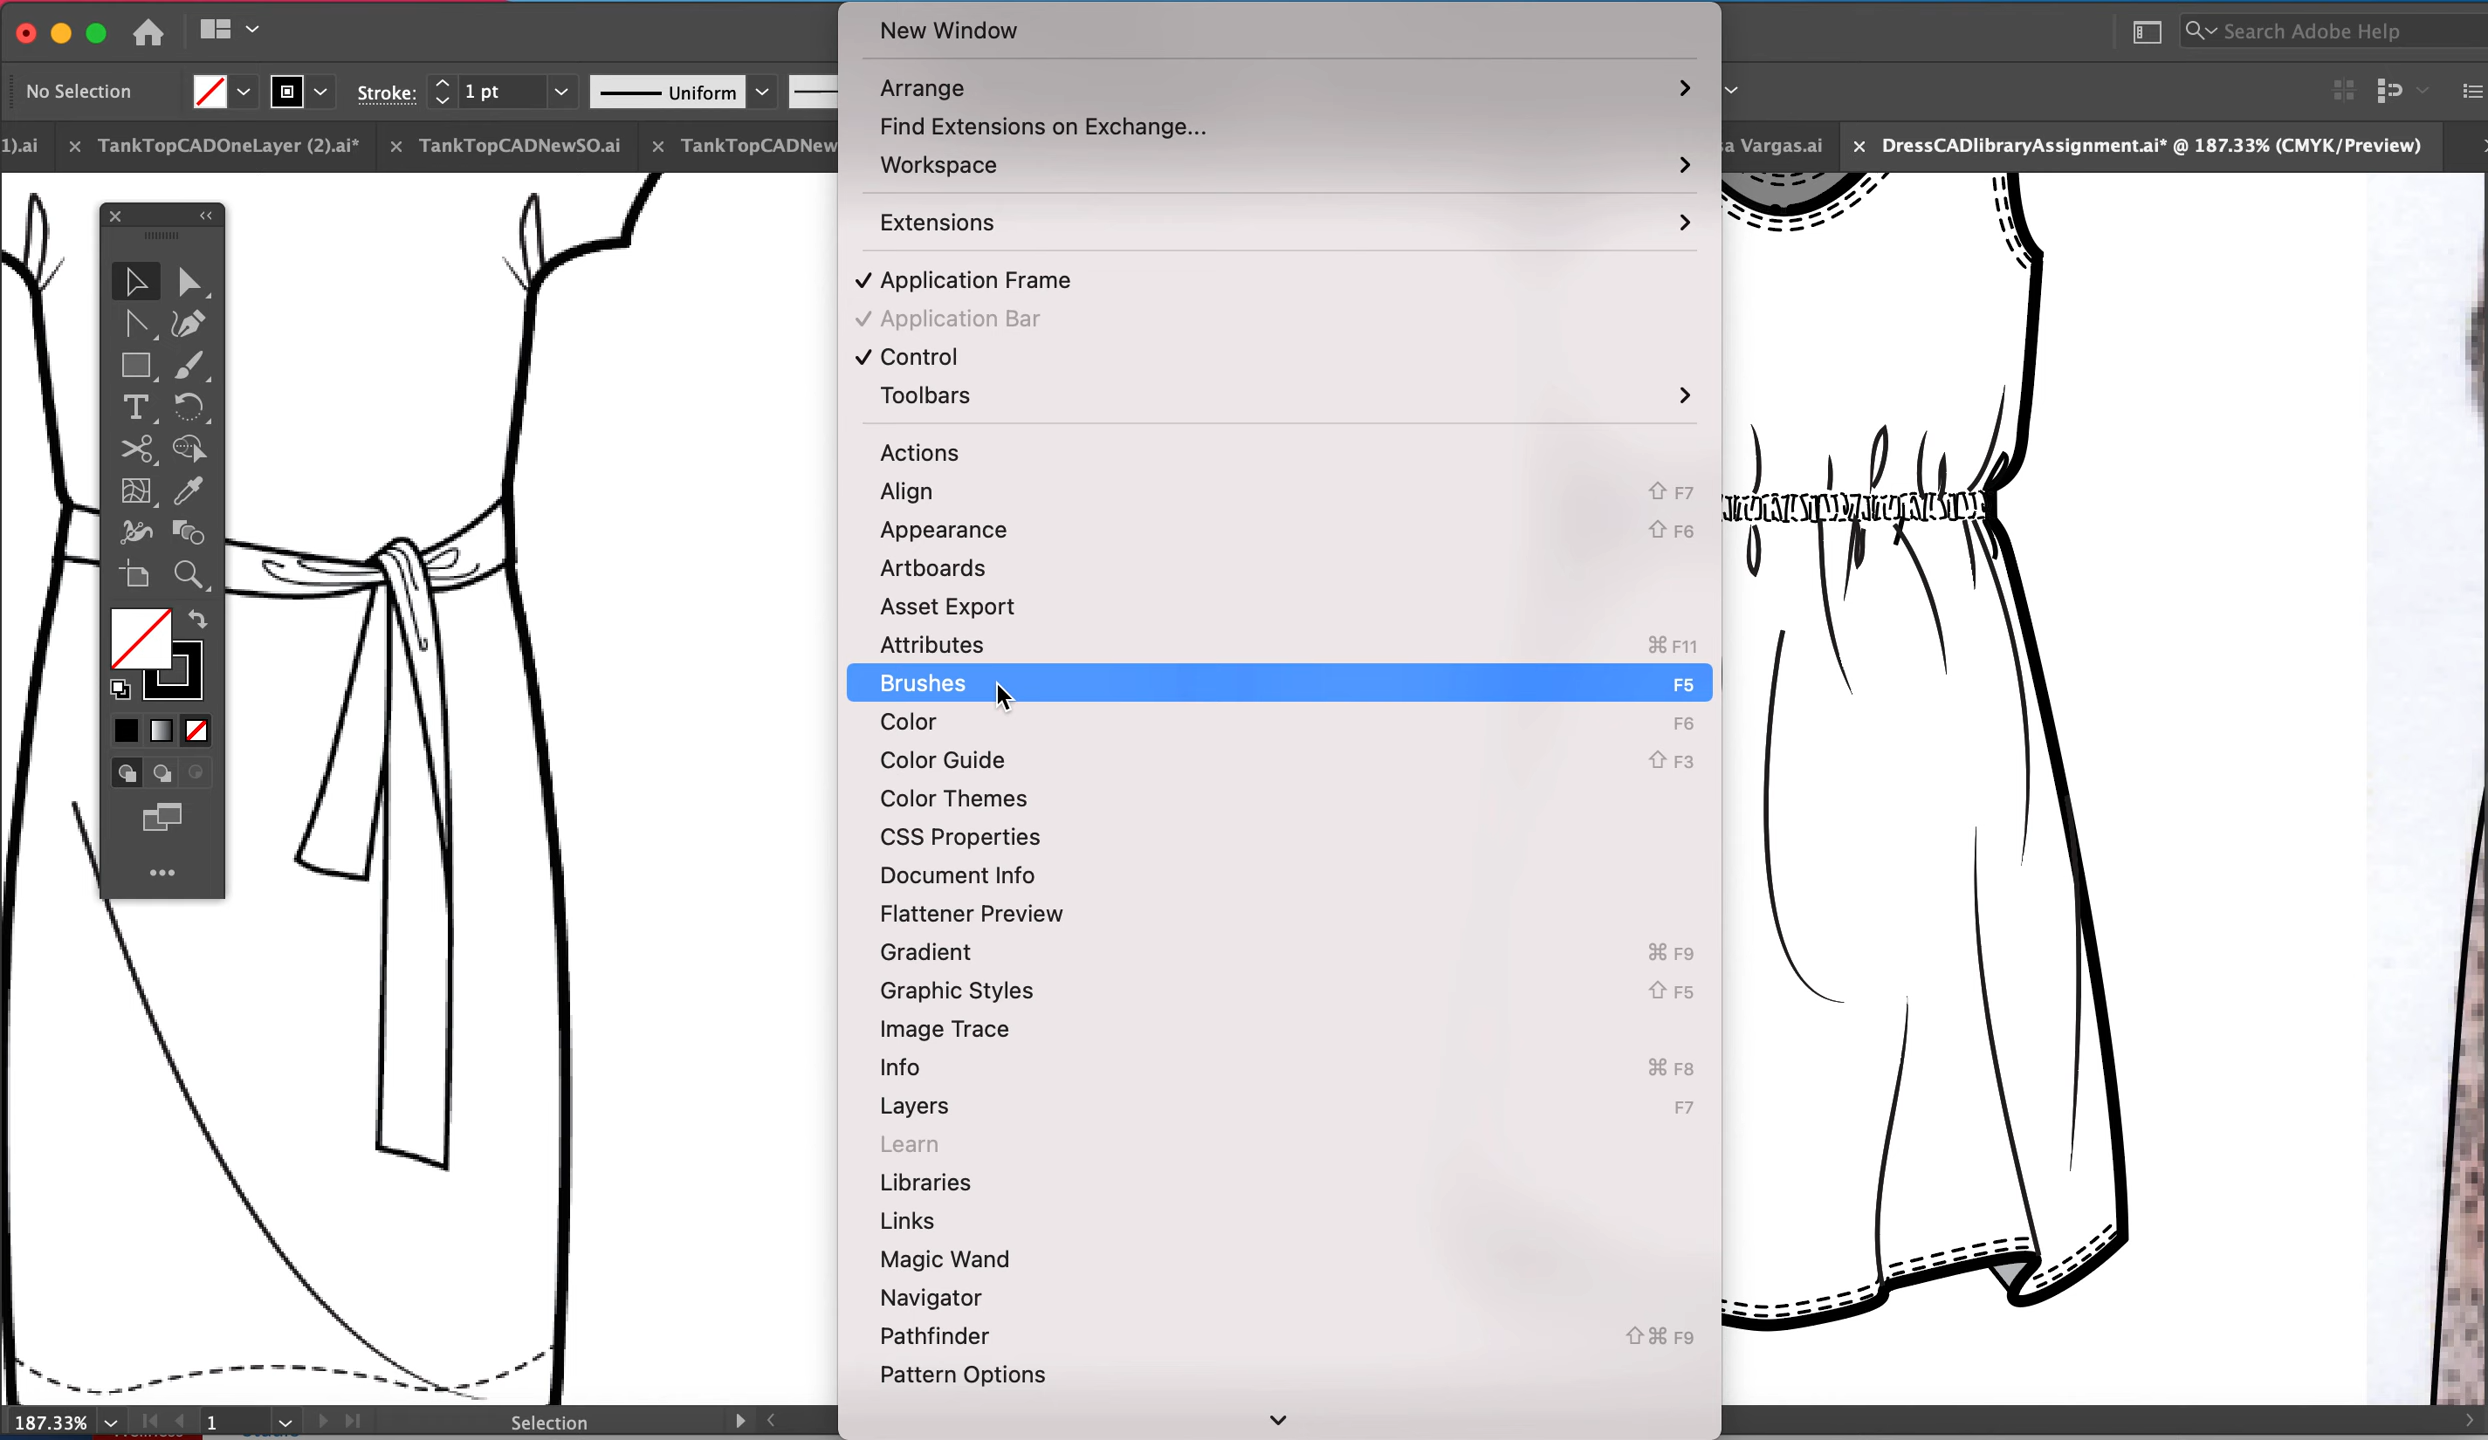 New Window
Search Adobe Help
No Selection
Stroke:
1 pt
Uniform
Arrange
Find Extensions on Exchange...
1).ai
TankTopCADOneLayer (2).ai*
TankTopCADNewSO.ai
TankTopCADNew
a Vargas.ai
DressCADlibraryAssignment.ai* @ 187.33% (CMYK/Preview)
Workspace
Extensions
Application Frame
Application Bar
Control
Toolbars
Actions
Align ⇧ F7
Appearance ⇧ F6
Artboards
Asset Export
Attributes ⌘ F11
Brushes F5
Color F6
Color Guide ⇧ F3
Color Themes
CSS Properties
Document Info
Flattener Preview
Gradient ⌘ F9
Graphic Styles ⇧ F5
Image Trace
Info ⌘ F8
Layers F7
Learn
Libraries
Links
Magic Wand
Navigator
Pathfinder ⇧⌘ F9
Pattern Options
187.33%
1
Selection